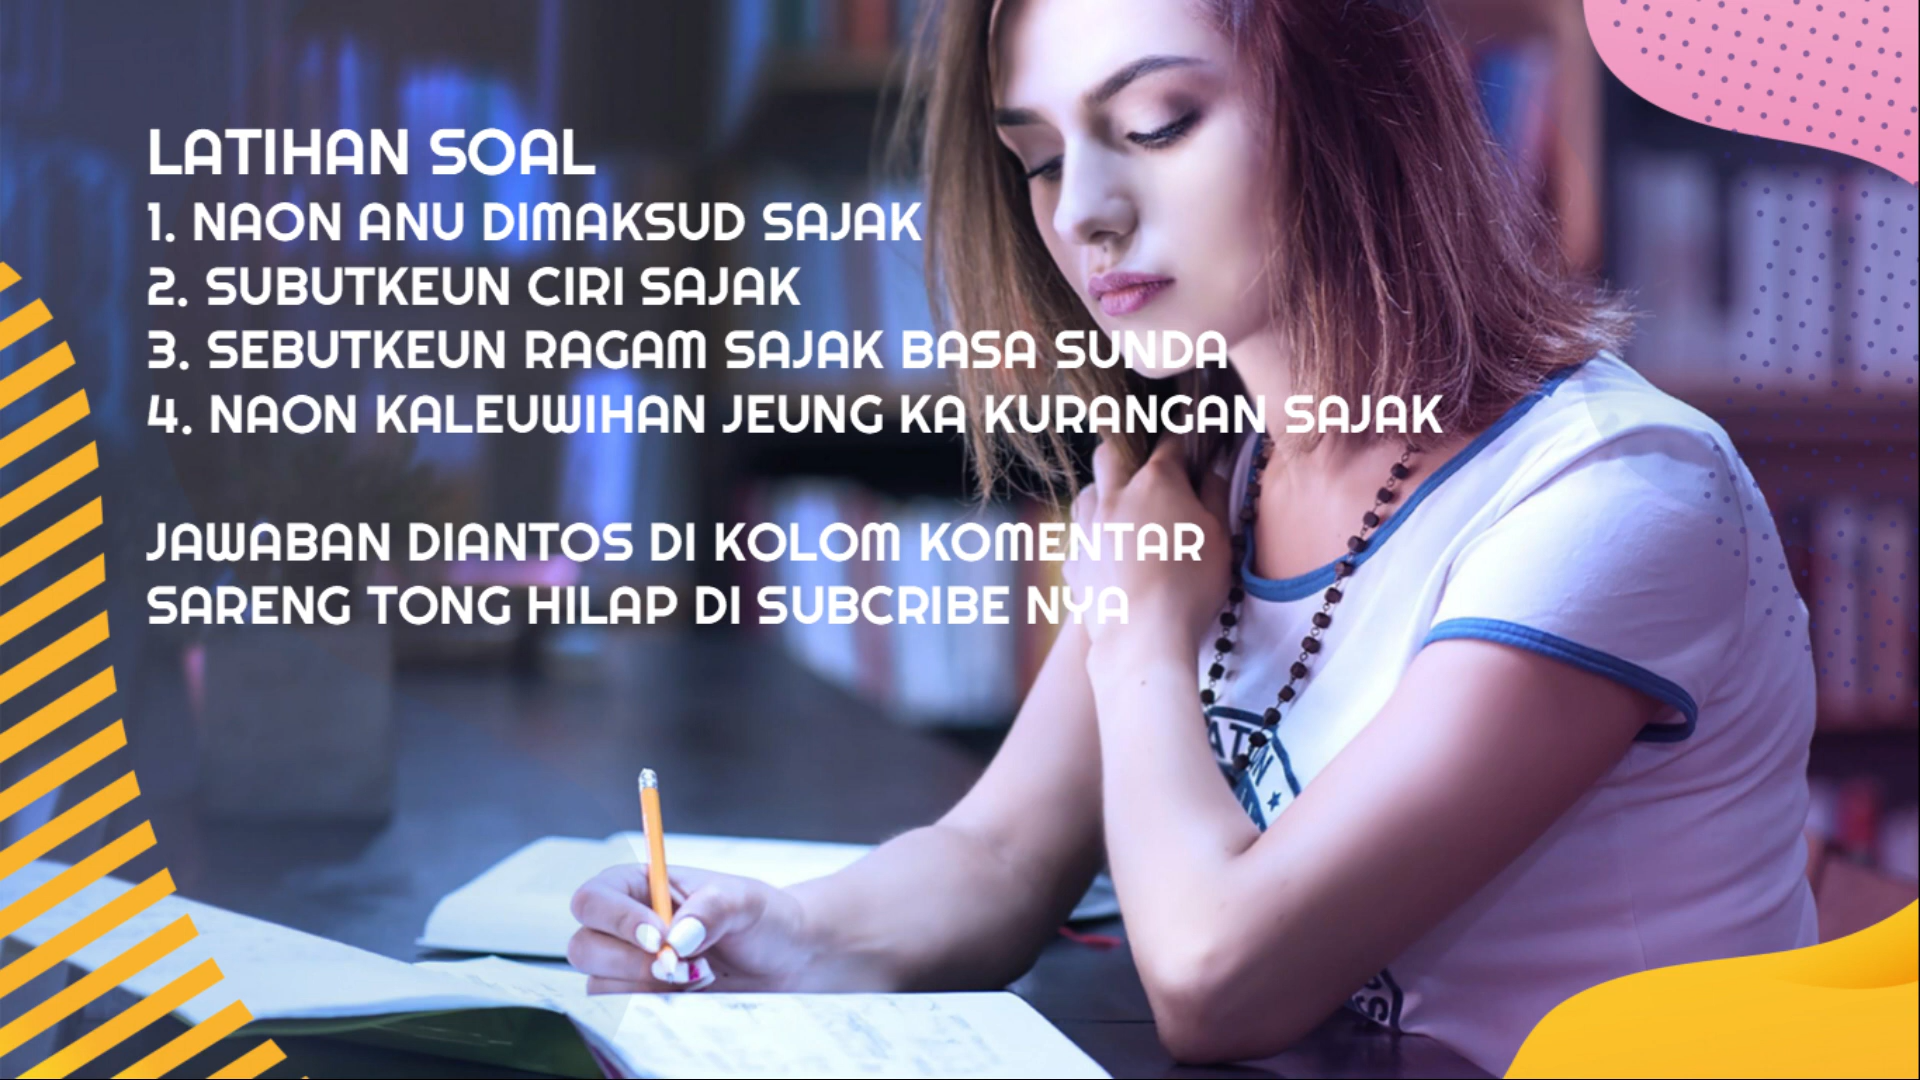 LATIHAN SOAL
1. NAON ANU DIMAKSUD SAJAK
2. SUBUTKEUN CIRI SAJAK
3. SEBUTKEUN RAGAM SAJAK BASA SUNDA
4. NAON KALEUWIHAN JEUNG KA KURANGAN SAJAK
JAWABAN DIANTOS DI KOLOM KOMENTAR
SARENG TONG HILAP DI SUBCRIBE NYA